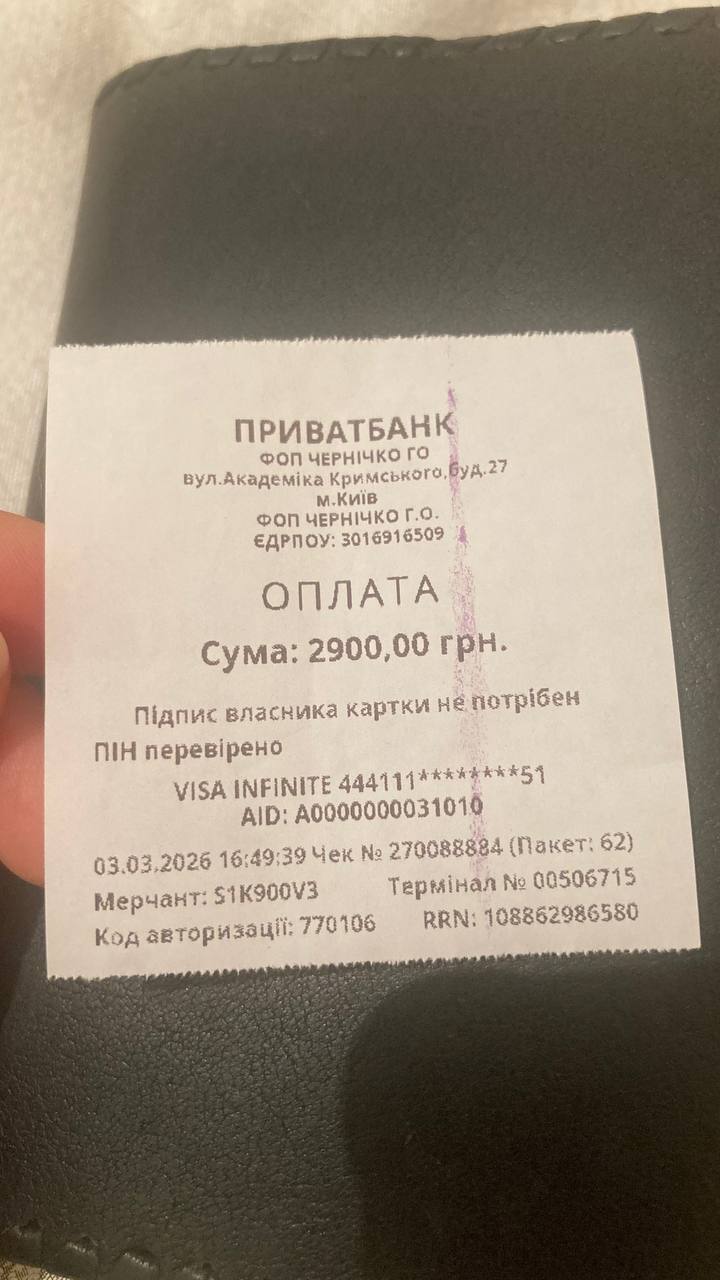 ПРИВАТБАНК
ФОП ЧЕРНІЧКО ГО
вул.Академіка Кримського,буд.27
м.Київ
ФОП ЧЕРНІЧКО Г.О.
ЄДРПОУ: 3016916509
ОПЛАТА
Сума: 2900,00 грн.
Підпис власника картки не потрібен
ПІН перевірено
VISA INFINITE 444111********51
AID: A0000000031010
03.03.2026 16:49:39 Чек № 270088884 (Пакет: 62)
Мерчант: S1K900V3 Термінал № 00506715
Код авторизації: 770106 RRN: 108862986580